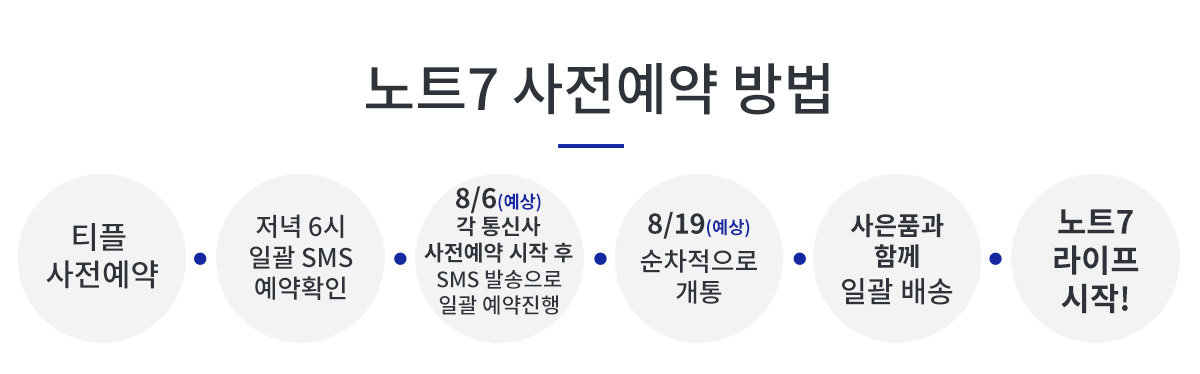 노트7 사전예약 방법
티플
사전예약
저녁 6시
일괄 SMS
예약확인
8/6(예상)
각 통신사
사전예약 시작 후
SMS 발송으로
일괄 예약진행
8/19(예상)
순차적으로
개통
사은품과
함께
일괄 배송
노트7
라이프
시작!